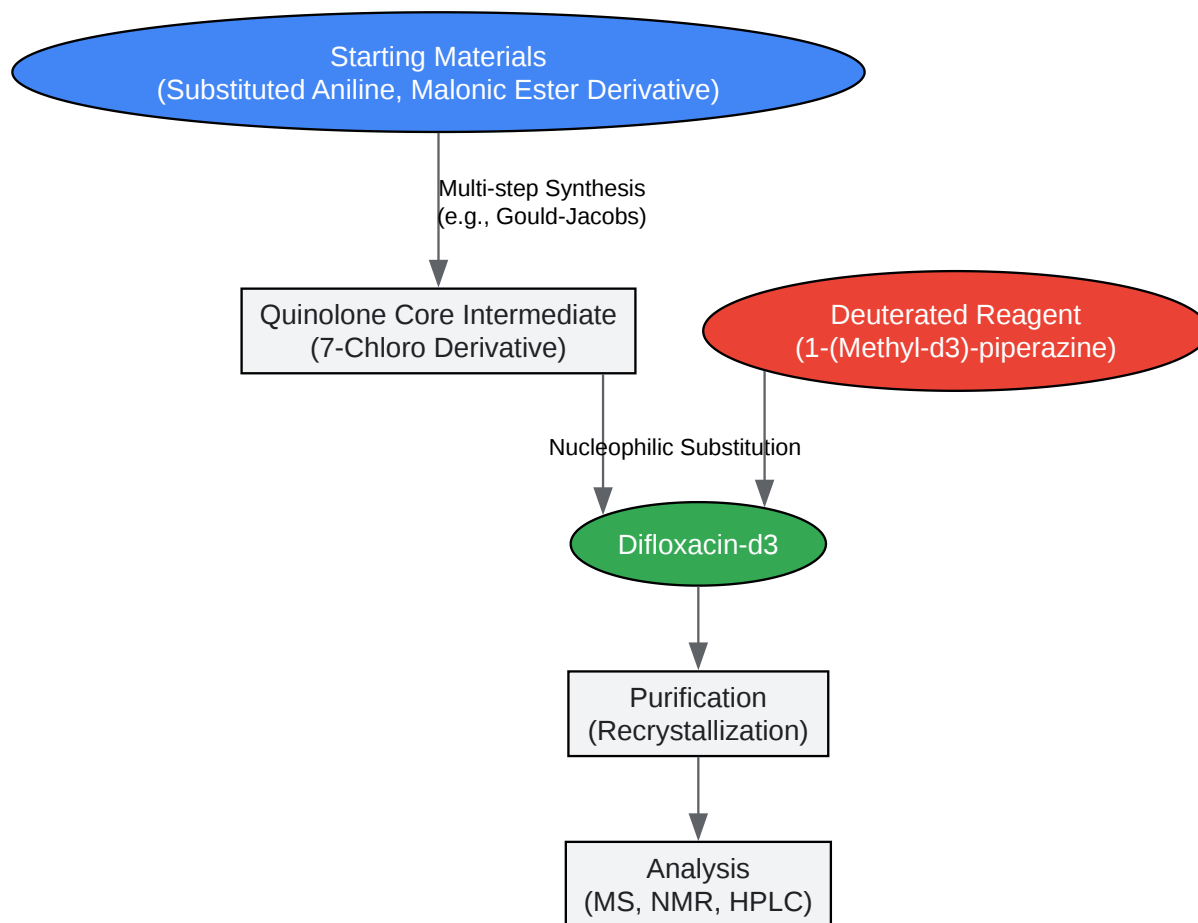 Starting Materials
(Substituted Aniline, Malonic Ester Derivative)
Multi-step Synthesis
(e.g., Gould-Jacobs)
Quinolone Core Intermediate
(7-Chloro Derivative)
Deuterated Reagent
(1-(Methyl-d3)-piperazine)
Nucleophilic Substitution
Difloxacin-d3
Purification
(Recrystallization)
Analysis
(MS, NMR, HPLC)